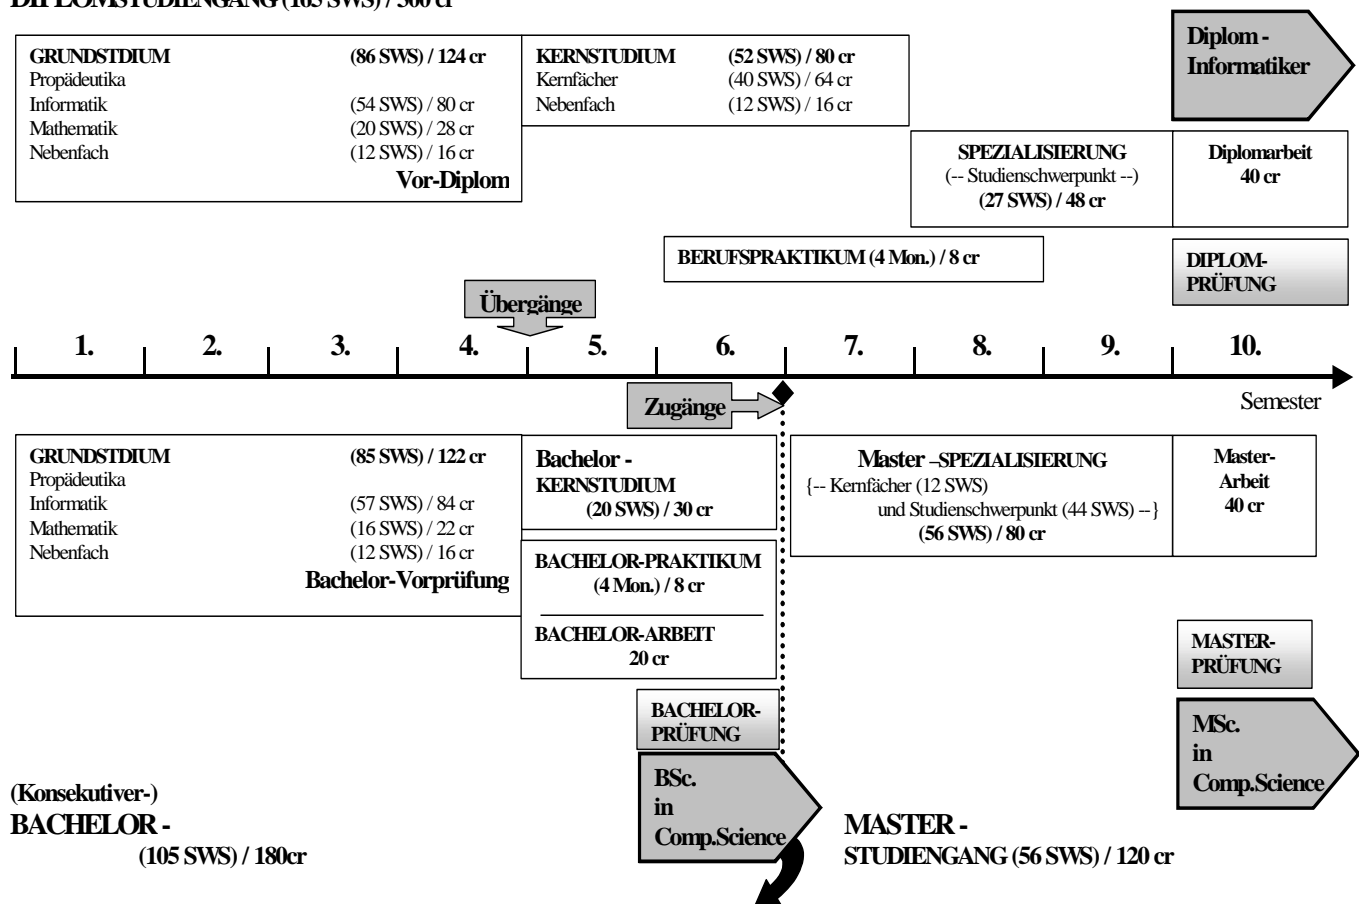 DIPLOMSTUDIENGANG (165 SWS) / 300 cr
GRUNDSTDIUM (86 SWS) / 124 cr
Propädeutika
Informatik (54 SWS) / 80 cr
Mathematik (20 SWS) / 28 cr
Nebenfach (12 SWS) / 16 cr
Vor-Diplom
KERNSTUDIUM (52 SWS) / 80 cr
Kernfächer (40 SWS) / 64 cr
Nebenfach (12 SWS) / 16 cr
Diplom -
Informatiker
SPEZIALISIERUNG
(-- Studienschwerpunkt --)
(27 SWS) / 48 cr
Diplomarbeit
40 cr
BERUFSPRAKTIKUM (4 Mon.) / 8 cr
DIPLOM-
PRÜFUNG
Übergänge
1. 2. 3. 4. 5. 6. 7. 8. 9. 10.
Zugänge
Semester
GRUNDSTDIUM (85 SWS) / 122 cr
Propädeutika
Informatik (57 SWS) / 84 cr
Mathematik (16 SWS) / 22 cr
Nebenfach (12 SWS) / 16 cr
Bachelor-Vorprüfung
Bachelor -
KERNSTUDIUM
(20 SWS) / 30 cr
BACHELOR-PRAKTIKUM
(4 Mon.) / 8 cr
BACHELOR-ARBEIT
20 cr
Master –SPEZIALISIERUNG
{-- Kernfächer (12 SWS)
und Studienschwerpunkt (44 SWS) --}
(56 SWS) / 80 cr
Master-
Arbeit
40 cr
MASTER-
PRÜFUNG
BACHELOR-
PRÜFUNG
BSc.
in
Comp.Science
MSc.
in
Comp.Science
(Konsekutiver-)
BACHELOR -
(105 SWS) / 180cr
MASTER -
STUDIENGANG (56 SWS) / 120 cr